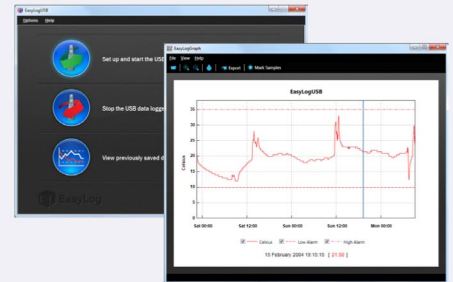 EasyLogUSB
Options Help
Set up and start the USB
Stop the USB data logge
View previously saved d
EasyLog
EasyLogGraph
File View Help
Export Mark Samples
EasyLogUSB
Celsius
35
30
25
20
15
10
5
0
Sat 00:00 Sat 12:00 Sun 00:00 Sun 12:00 Mon 00:00
Celsius Low Alarm High Alarm
15 February 2004 15:15:15 [ 21.50 ]